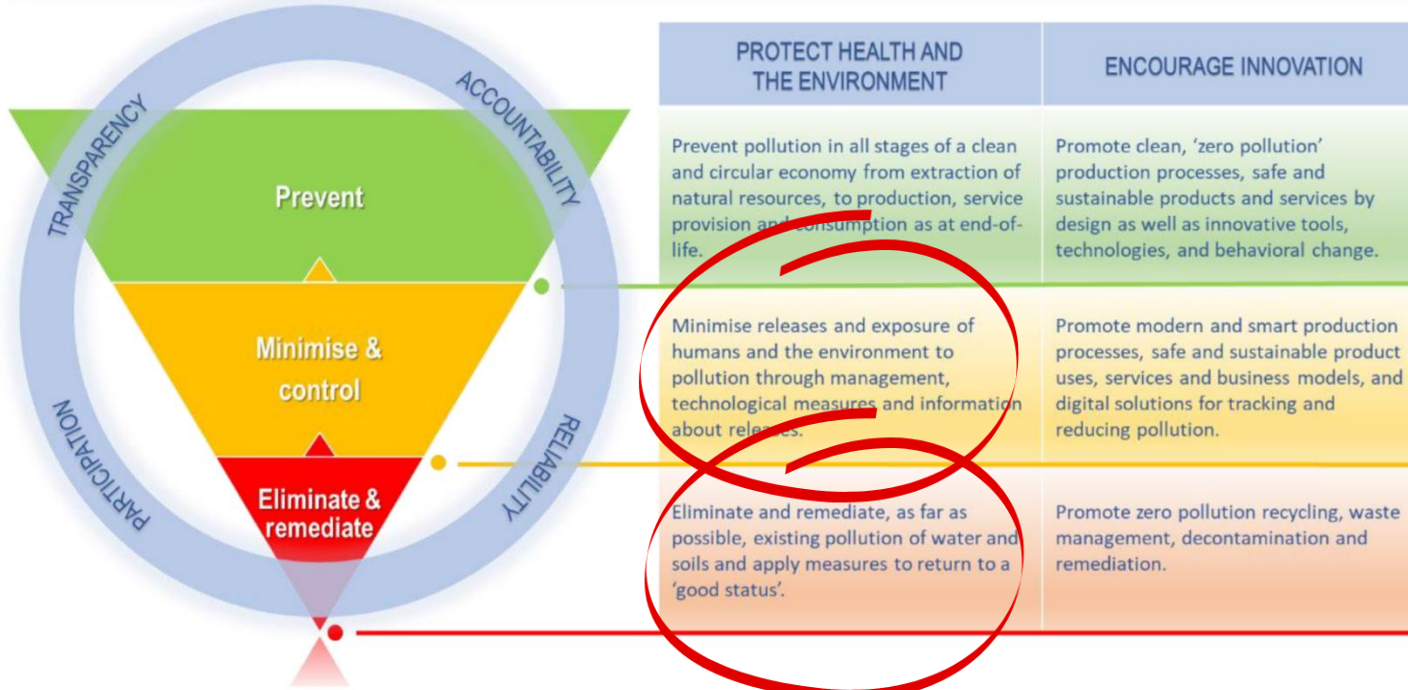 TRANSPARENCY
ACCOUNTABILITY
PARTICIPATION
RELIABILITY
Prevent
Minimise &
control
Eliminate &
remediate
PROTECT HEALTH AND
THE ENVIRONMENT
ENCOURAGE INNOVATION
Prevent pollution in all stages of a clean
and circular economy from extraction of
natural resources, to production, service
provision and consumption as at end-of-
life.
Promote clean, ‘zero pollution’
production processes, safe and
sustainable products and services by
design as well as innovative tools,
technologies, and behavioral change.
Minimise releases and exposure of
humans and the environment to
pollution through management,
technological measures and information
about releases.
Promote modern and smart production
processes, safe and sustainable product
uses, services and business models, and
digital solutions for tracking and
reducing pollution.
Eliminate and remediate, as far as
possible, existing pollution of water and
soils and apply measures to return to a
‘good status’.
Promote zero pollution recycling, waste
management, decontamination and
remediation.